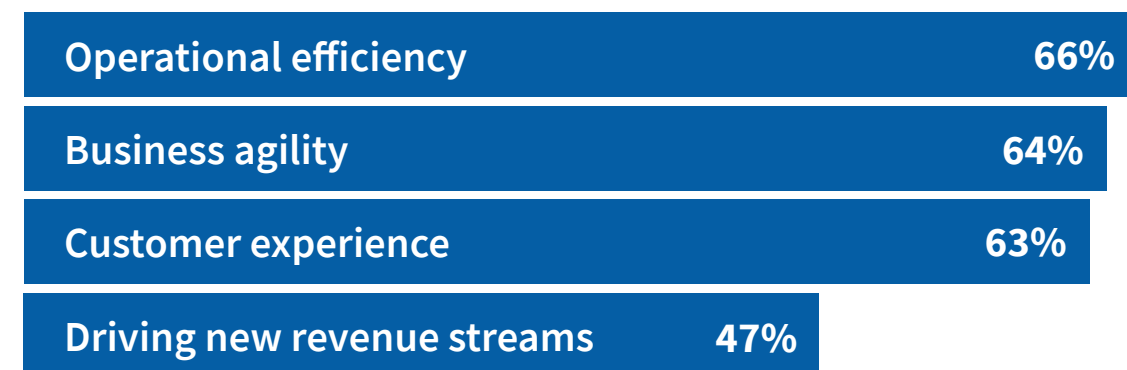 Operational efficiency 66%
Business agility 64%
Customer experience 63%
Driving new revenue streams 47%